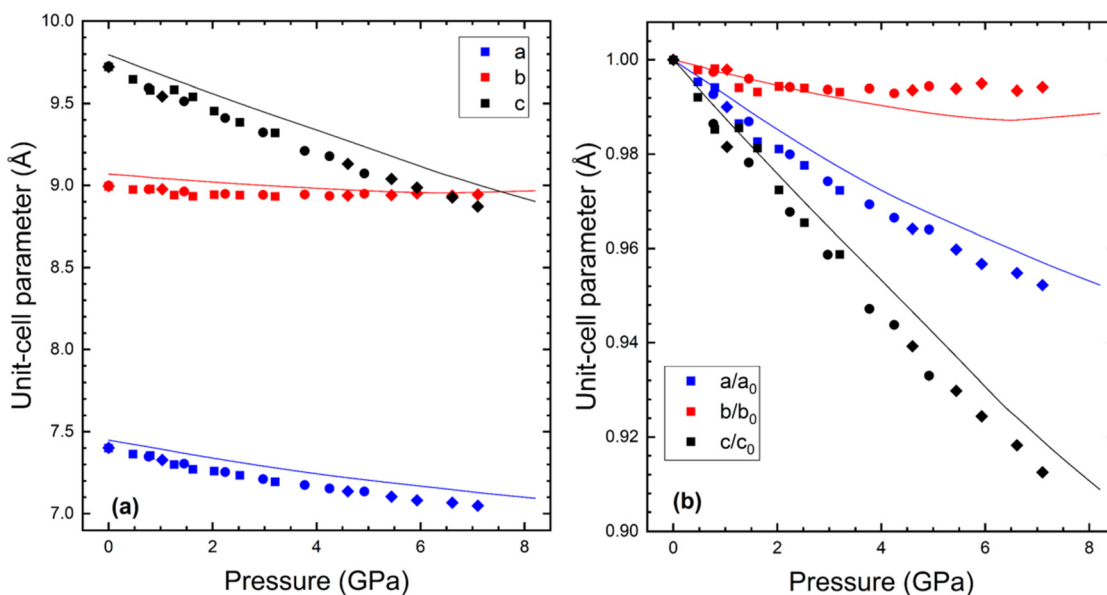 10.0
9.5
9.0
8.5
8.0
7.5
7.0
Unit-cell parameter (Å)
a
b
c
(a)
0 2 4 6 8
Pressure (GPa)
1.00
0.98
0.96
0.94
0.92
0.90
Unit-cell parameter (Å)
a/a₀
b/b₀
c/c₀
(b)
0 2 4 6 8
Pressure (GPa)